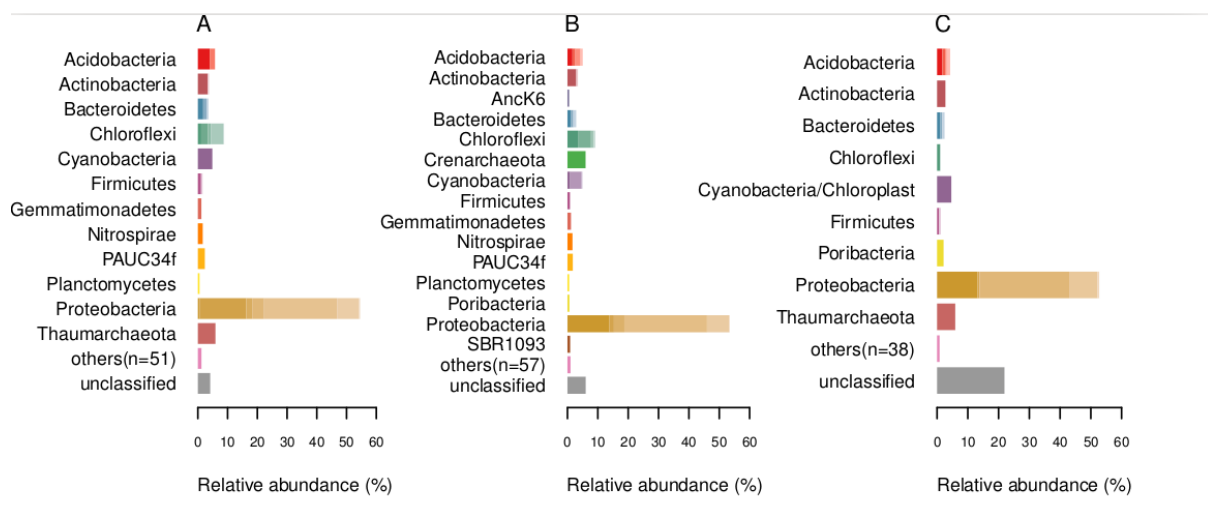 A
Acidobacteria
Actinobacteria
Bacteroidetes
Chloroflexi
Cyanobacteria
Firmicutes
Gemmatimonadetes
Nitrospirae
PAUC34f
Planctomycetes
Proteobacteria
Thaumarchaeota
others(n=51)
unclassified
0 10 20 30 40 50 60
Relative abundance (%)
B
Acidobacteria
Actinobacteria
AncK6
Bacteroidetes
Chloroflexi
Crenarchaeota
Cyanobacteria
Firmicutes
Gemmatimonadetes
Nitrospirae
PAUC34f
Planctomycetes
Poribacteria
Proteobacteria
SBR1093
others(n=57)
unclassified
0 10 20 30 40 50 60
Relative abundance (%)
C
Acidobacteria
Actinobacteria
Bacteroidetes
Chloroflexi
Cyanobacteria/Chloroplast
Firmicutes
Poribacteria
Proteobacteria
Thaumarchaeota
others(n=38)
unclassified
0 10 20 30 40 50 60
Relative abundance (%)